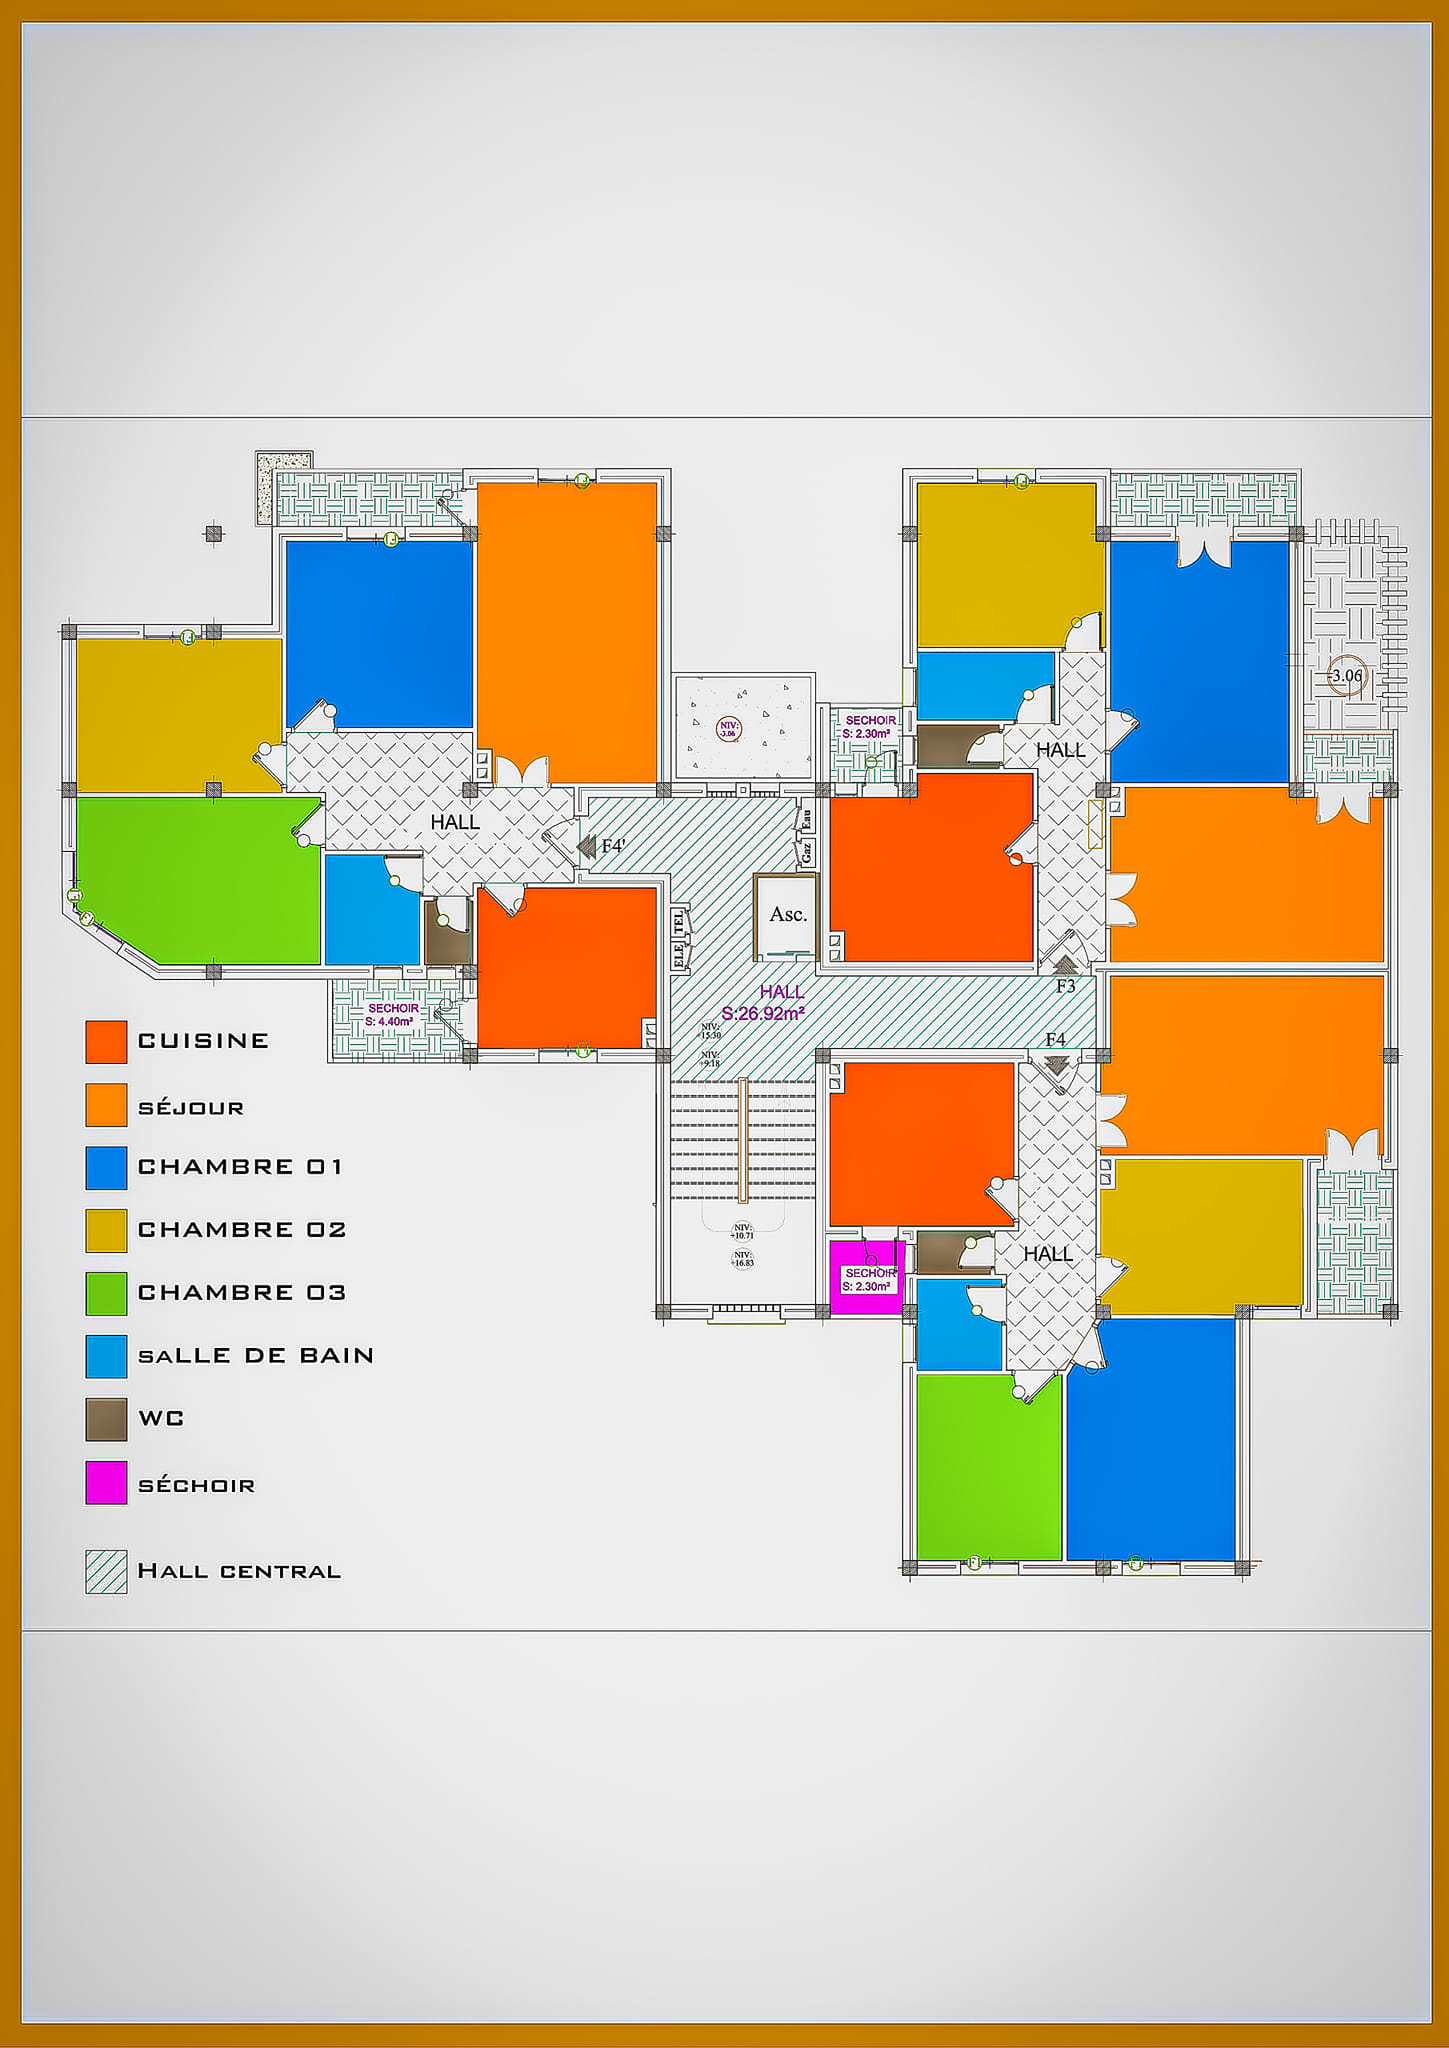 NIV:
-3.06
SECHOIR
S: 2.30m²
HALL
-3.06
HALL
F4'
Eau
Gaz
TEL
ELE
Asc.
HALL
S:26.92m²
F3
F4
SECHOIR
S: 4.40m²
NIV:
+15.30
NIV:
+9.18
NIV:
+10.71
NIV:
+16.83
HALL
SECHOIR
S: 2.30m²
CUISINE
SÉJOUR
CHAMBRE 01
CHAMBRE 02
CHAMBRE 03
SALLE DE BAIN
WC
SÉCHOIR
HALL CENTRAL